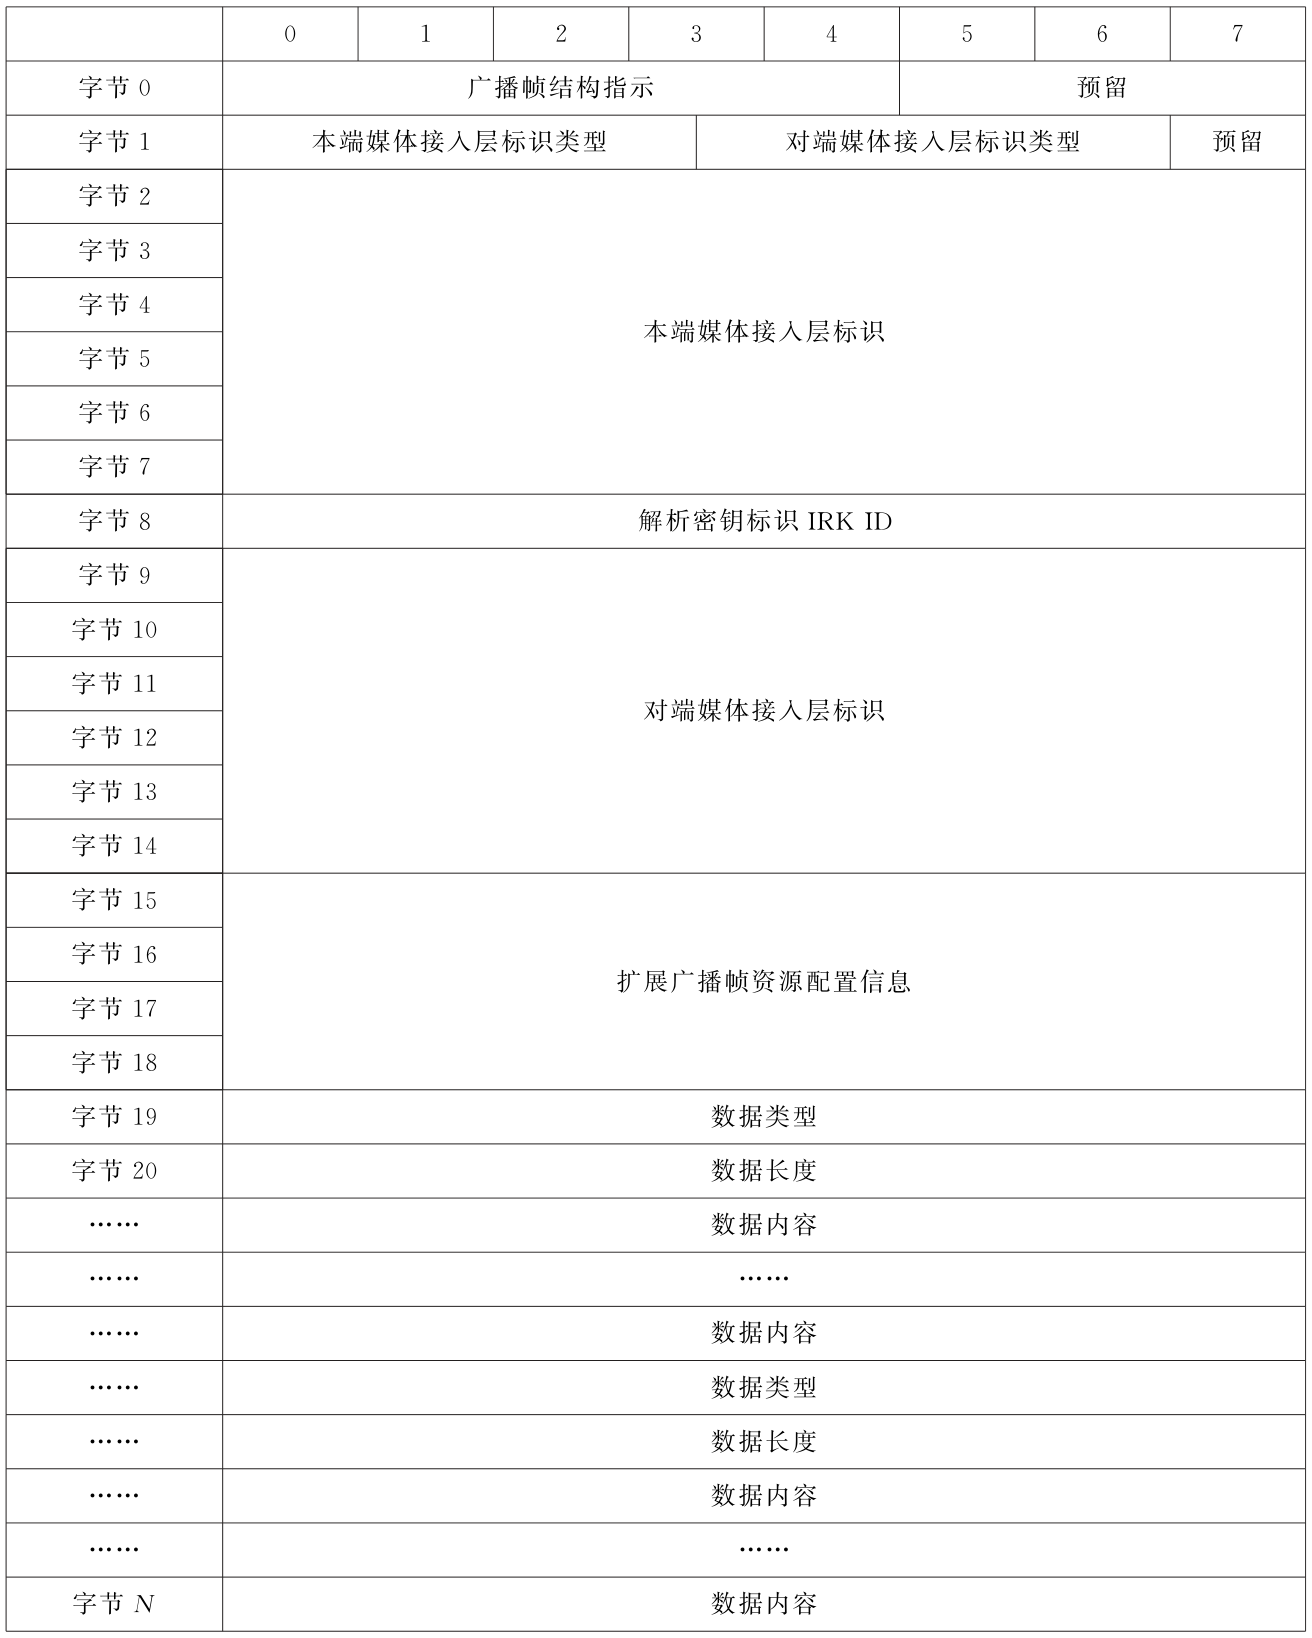 0 1 2 3 4 5 6 7
字节 0 广播帧结构指示 预留
字节 1 本端媒体接入层标识类型 对端媒体接入层标识类型 预留
字节 2
字节 3
字节 4
字节 5
字节 6
字节 7
本端媒体接入层标识
字节 8 解析密钥标识 IRK ID
字节 9
字节 10
字节 11
字节 12
字节 13
字节 14
对端媒体接入层标识
字节 15
字节 16
字节 17
字节 18
扩展广播帧资源配置信息
字节 19 数据类型
字节 20 数据长度
…… 数据内容
…… ……
…… 数据内容
…… 数据类型
…… 数据长度
…… 数据内容
…… ……
字节 N 数据内容